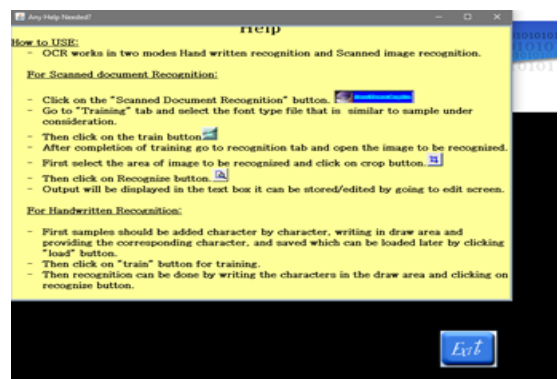 Any Help Needed?
Help
How to USE:
- OCR works in two modes Hand written recognition and Scanned image recognition.
For Scanned document Recognition:
- Click on the "Scanned Document Recognition" button.
- Go to "Training" tab and select the font type file that is similar to sample under
consideration.
- Then click on the train button
- After completion of training go to recognition tab and open the image to be recognized.
- First select the area of image to be recognized and click on crop button.
- Then click on Recognize button.
- Output will be displayed in the text box it can be stored/edited by going to edit screen.
For Handwritten Recognition:
- First samples should be added character by character, writing in draw area and
providing the corresponding character, and saved which can be loaded later by clicking
"load" button.
- Then click on "train" button for training.
- Then recognition can be done by writing the characters in the draw area and clicking on
recognize button.
Exit